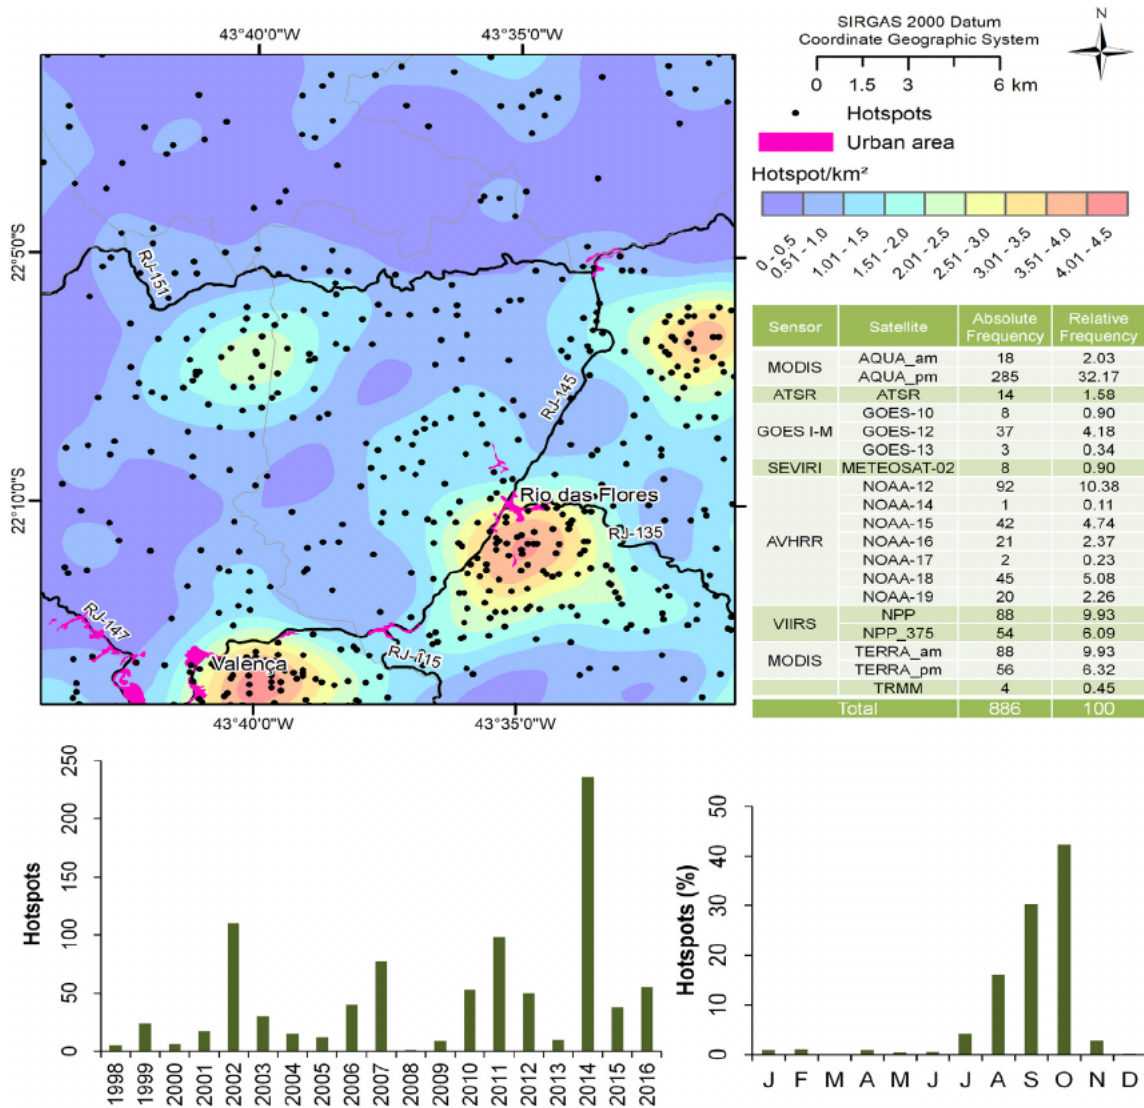 43°40'0"W 43°35'0"W
SIRGAS 2000 Datum
Coordinate Geographic System
N
0 1.5 3 6 km
Hotspots
Urban area
Hotspot/km²
0 - 0.5
0.51 - 1.0
1.01 - 1.5
1.51 - 2.0
2.01 - 2.5
2.51 - 3.0
3.01 - 3.5
3.51 - 4.0
4.01 - 4.5
22°5'0"S
RJ-151
RJ-145
22°10'0"S
Rio das Flores
RJ-135
RJ-147
Valença
RJ-115
43°40'0"W 43°35'0"W
Sensor Satellite Absolute Frequency Relative Frequency
MODIS AQUA_am 18 2.03
AQUA_pm 285 32.17
ATSR ATSR 14 1.58
GOES I-M GOES-10 8 0.90
GOES-12 37 4.18
GOES-13 3 0.34
SEVIRI METEOSAT-02 8 0.90
AVHRR NOAA-12 92 10.38
NOAA-14 1 0.11
NOAA-15 42 4.74
NOAA-16 21 2.37
NOAA-17 2 0.23
NOAA-18 45 5.08
NOAA-19 20 2.26
VIIRS NPP 88 9.93
NPP_375 54 6.09
MODIS TERRA_am 88 9.93
TERRA_pm 56 6.32
TRMM 4 0.45
Total 886 100
Hotspots
250
200
150
100
50
0
1998 1999 2000 2001 2002 2003 2004 2005 2006 2007 2008 2009 2010 2011 2012 2013 2014 2015 2016
Hotspots (%)
50
40
30
20
10
0
J F M A M J J A S O N D